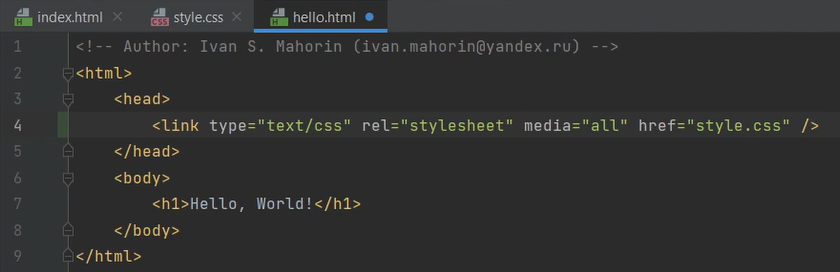 index.html
style.css
hello.html
1 <!-- Author: Ivan S. Mahorin (ivan.mahorin@yandex.ru) -->
2 <html>
3 <head>
4 <link type="text/css" rel="stylesheet" media="all" href="style.css" />
5 </head>
6 <body>
7 <h1>Hello, World!</h1>
8 </body>
9 </html>